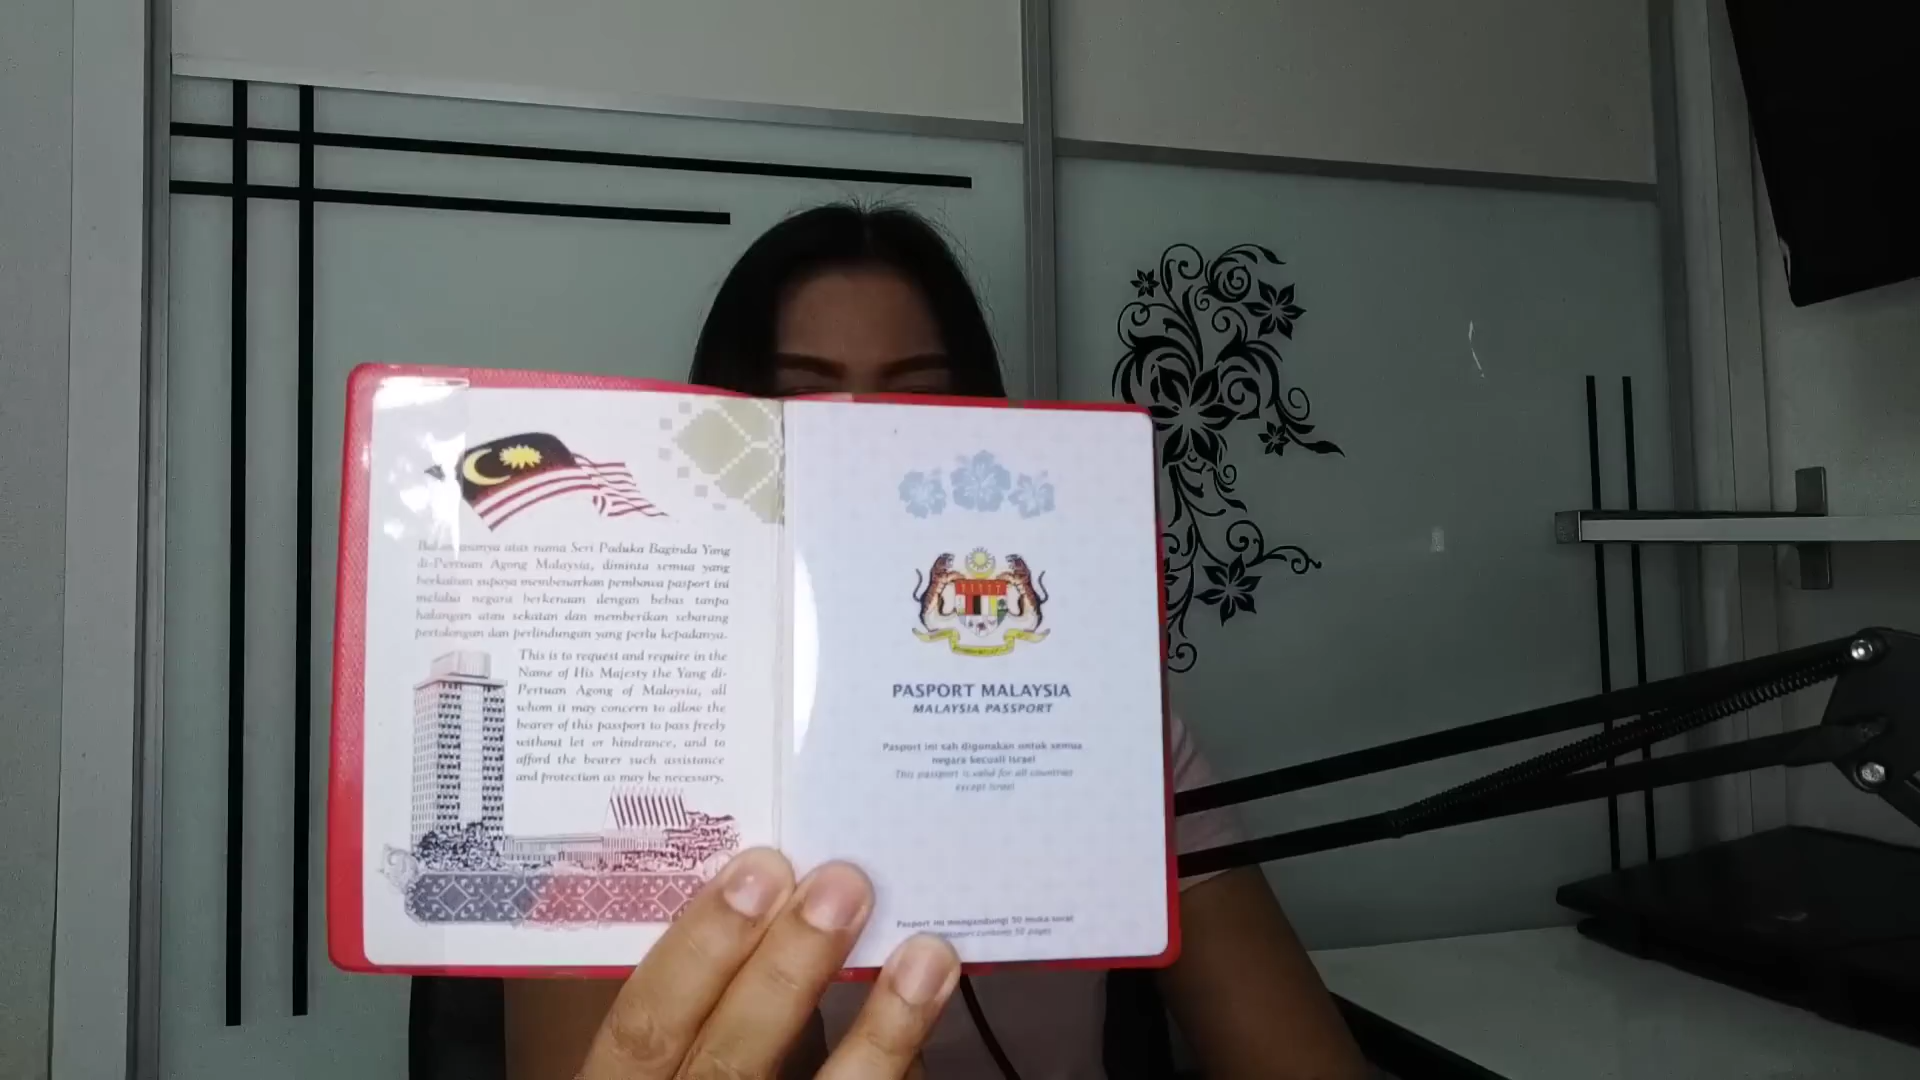 Bahawasanya atas nama Seri Paduka Baginda Yang
di-Pertuan Agong Malaysia, diminta semua yang
berkaitan supaya membenarkan pembawa pasport ini
melalui negara berkenaan dengan bebas tanpa
halangan atau sekatan dan memberikan sebarang
pertolongan dan perlindungan yang perlu kepadanya.
This is to request and require in the
Name of His Majesty the Yang di-
Pertuan Agong of Malaysia, all
whom it may concern to allow the
bearer of this passport to pass freely
without let or hindrance, and to
afford the bearer such assistance
and protection as may be necessary.
PASPORT MALAYSIA
MALAYSIA PASSPORT
Pasport ini sah digunakan untuk semua
negara kecuali Israel
This passport is valid for all countries
except Israel
Pasport ini mengandungi 50 muka surat
passport contains 50 pages